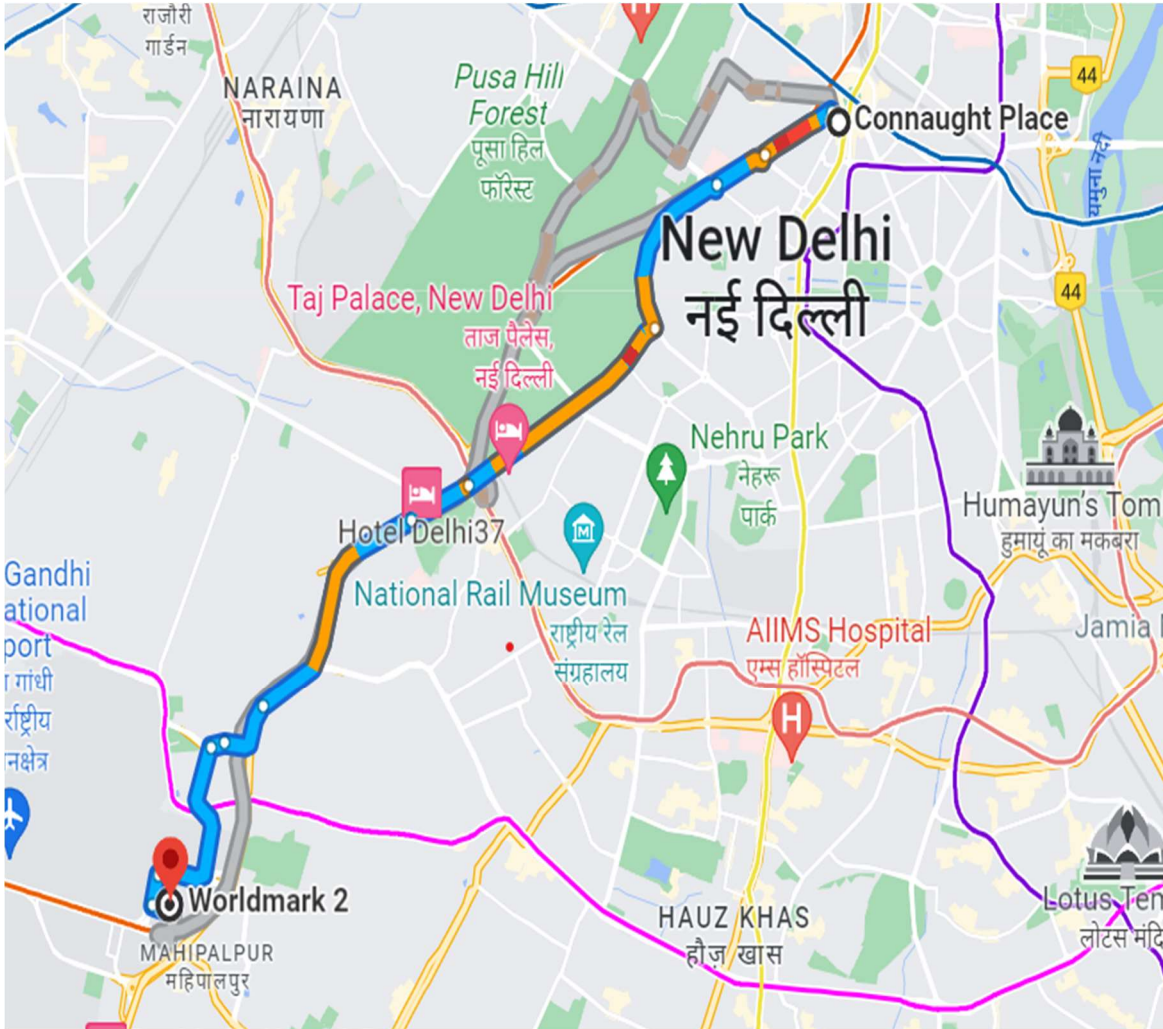 राजौरी
गार्डन
NARAINA
नारायणा
Pusa Hill
Forest
पूसा हिल
फॉरेस्ट
H
44
Connaught Place
यमुना नदी
New Delhi
नई दिल्ली
44
Taj Palace, New Delhi
ताज पैलेस,
नई दिल्ली
Nehru Park
नेहरू
पार्क
Humayun's Tom
हुमायूं का मकबरा
Hotel Delhi37
M
National Rail Museum
राष्ट्रीय रेल
संग्रहालय
Gandhi
ational
port
गांधी
र्राष्ट्रीय
नक्षेत्र
AIIMS Hospital
एम्स हॉस्पिटल
H
Jamia
Worldmark 2
MAHIPALPUR
महिपालपुर
HAUZ KHAS
हौज़ खास
Lotus Tem
लोटस मंदि